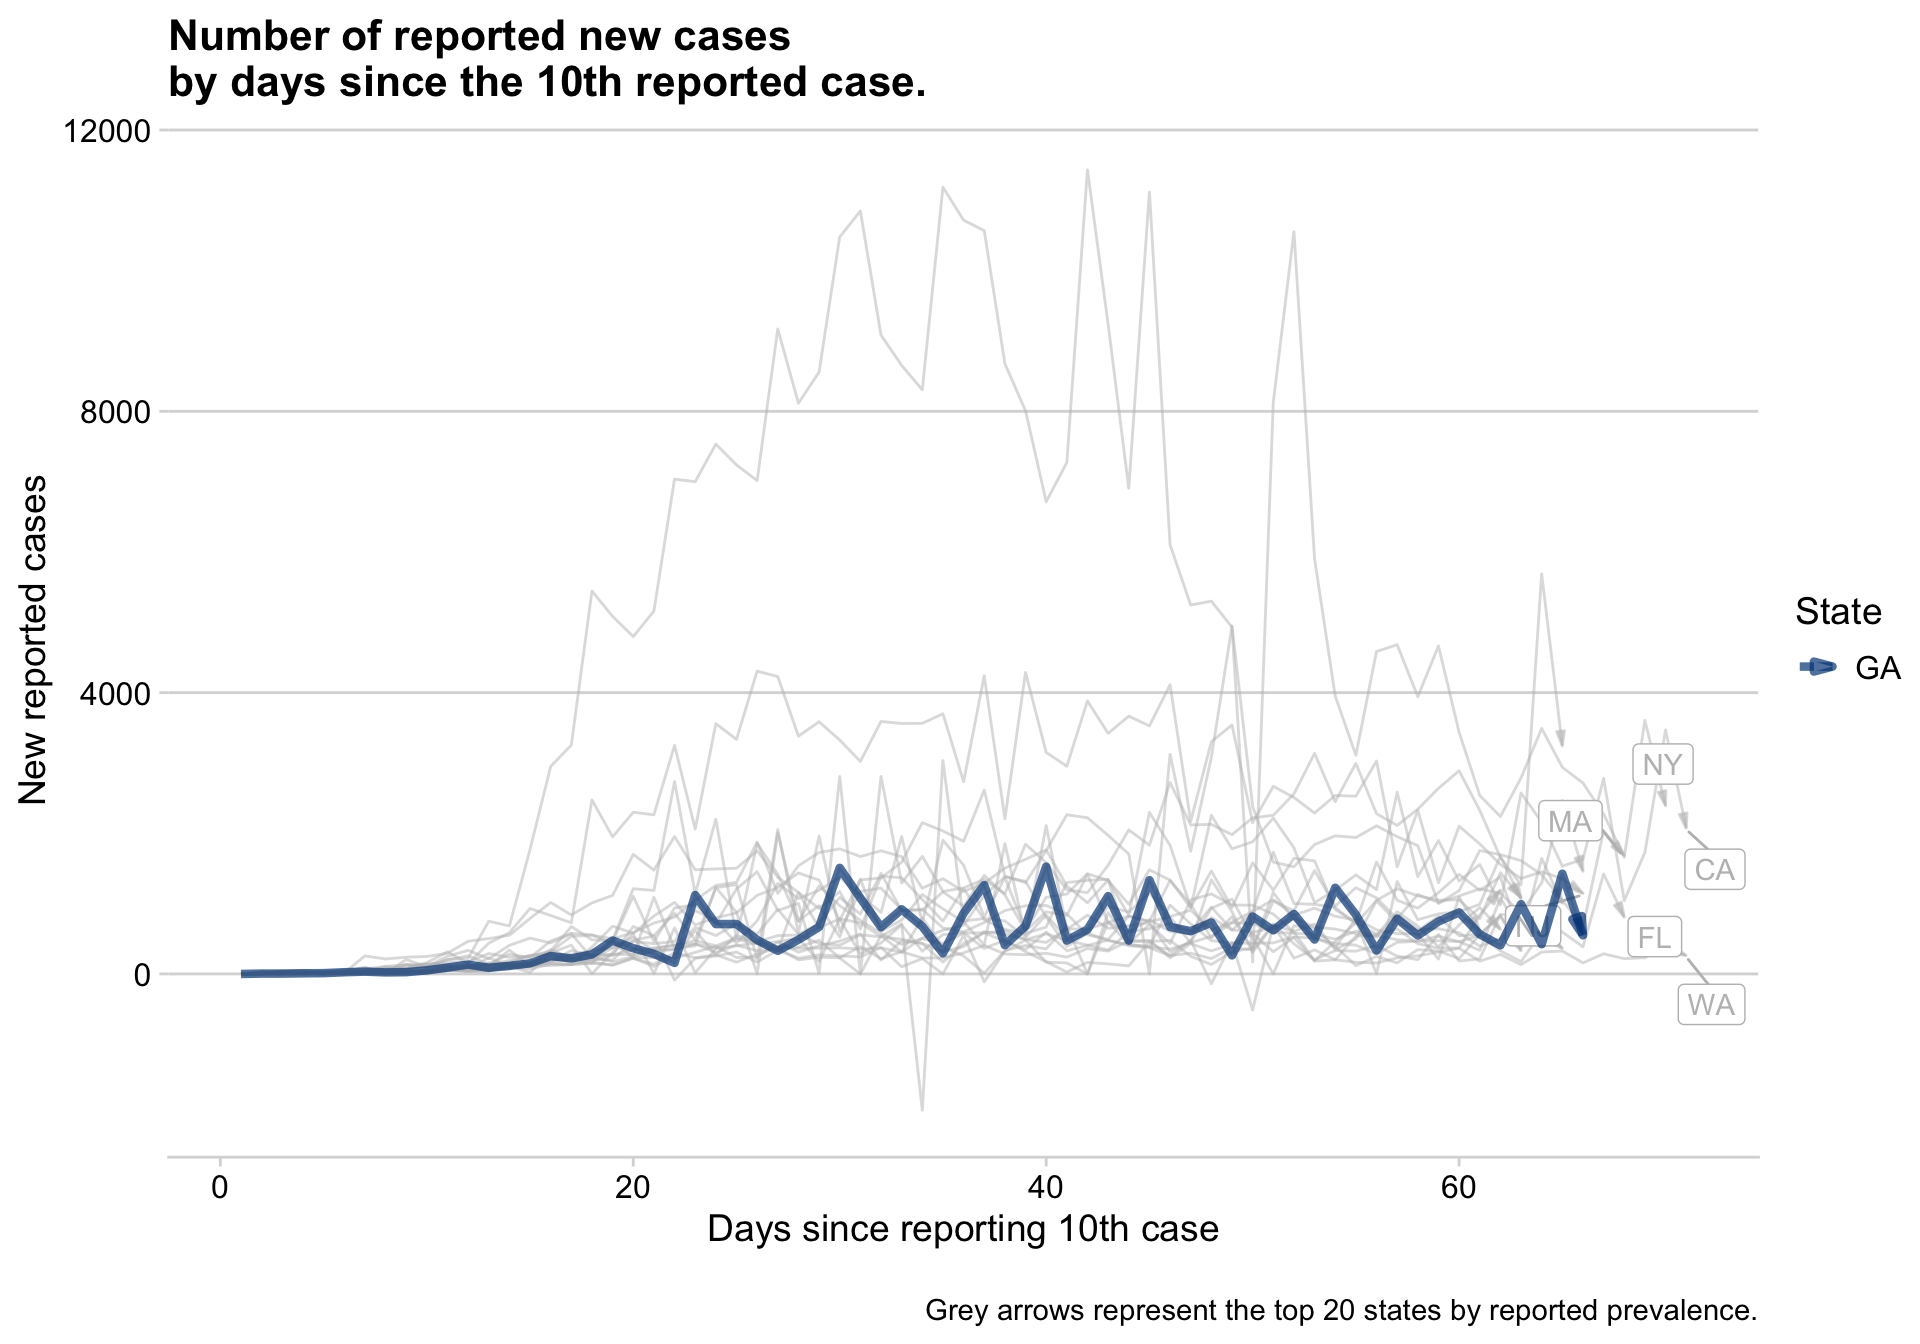 Number of reported new cases
by days since the 10th reported case.
12000
8000
4000
0
New reported cases
NY
MA
CA
FL
WA
State
GA
0
20
40
60
Days since reporting 10th case
Grey arrows represent the top 20 states by reported prevalence.